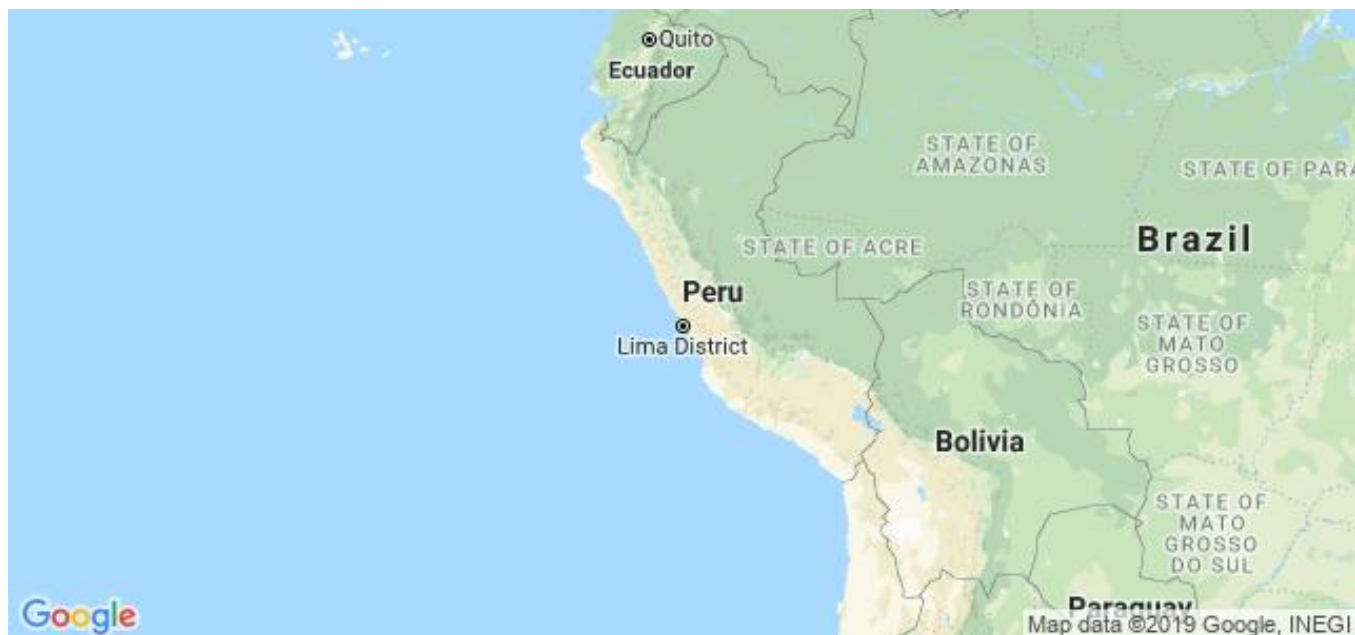 Quito
Ecuador
STATE OF
AMAZONAS
STATE OF PARÁ
Brazil
STATE OF ACRE
Peru
STATE OF
RONDÔNIA
Lima District
STATE OF
MATO
GROSSO
Bolivia
STATE OF
MATO
GROSSO
DO SUL
Paraguay
Google
Map data ©2019 Google, INEGI